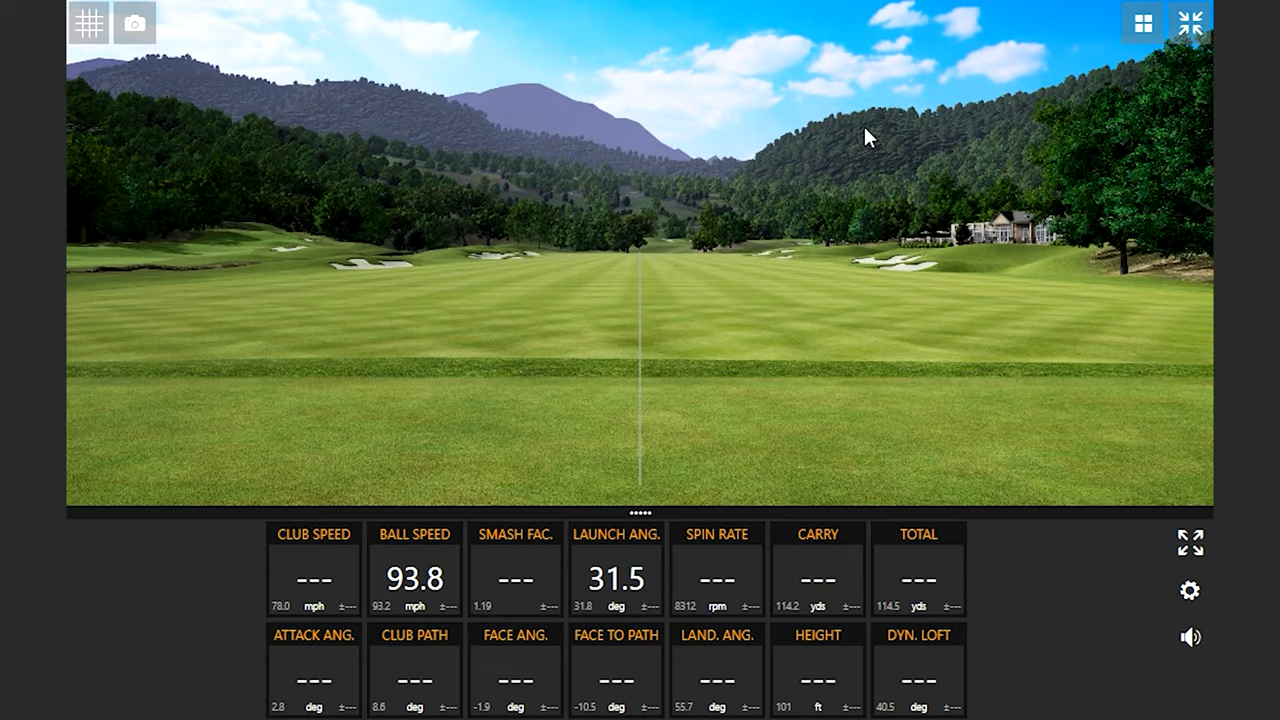 CLUB SPEED BALL SPEED SMASH FAC. LAUNCH ANG. SPIN RATE CARRY TOTAL
--- 93.8 --- 31.5 --- --- ---
78.0 mph ±--- 93.2 mph ±--- 1.19 ±--- 31.8 deg ±--- 8312 rpm ±--- 114.2 yds ±--- 114.5 yds ±---
ATTACK ANG. CLUB PATH FACE ANG. FACE TO PATH LAND. ANG. HEIGHT DYN. LOFT
--- --- --- --- --- --- ---
2.8 deg ±--- 8.6 deg ±--- -1.9 deg ±--- -10.5 deg ±--- 55.7 deg ±--- 101 ft ±--- 40.5 deg ±---